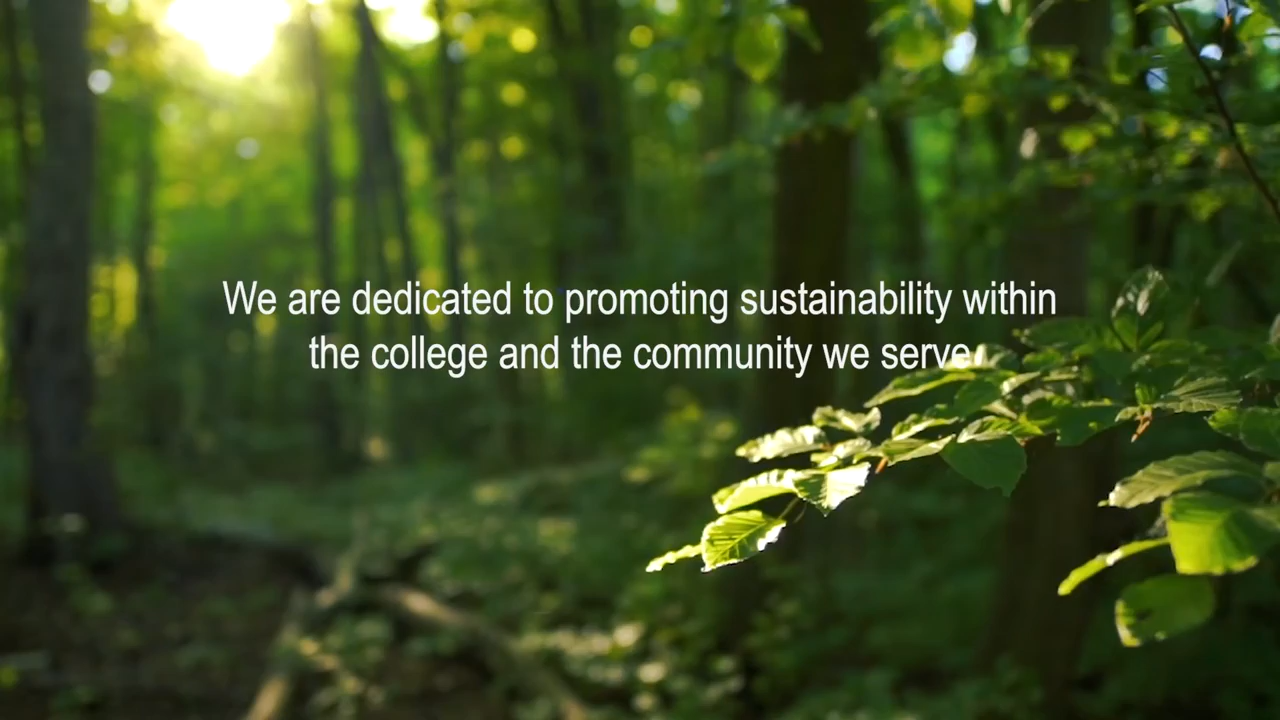 We are dedicated to promoting sustainability within
the college and the community we serve